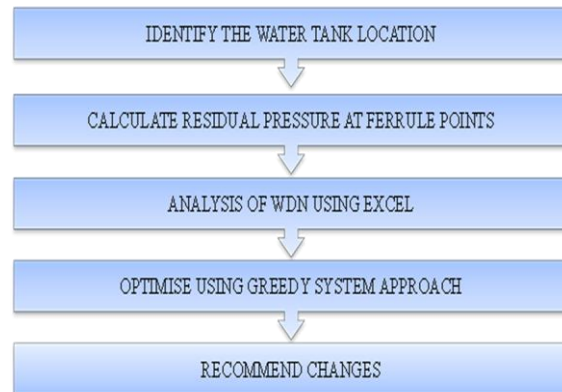 IDENTIFY THE WATER TANK LOCATION
CALCULATE RESIDUAL PRESSURE AT FERRULE POINTS
ANALYSIS OF WDN USING EXCEL
OPTIMISE USING GREEDY SYSTEM APPROACH
RECOMMEND CHANGES